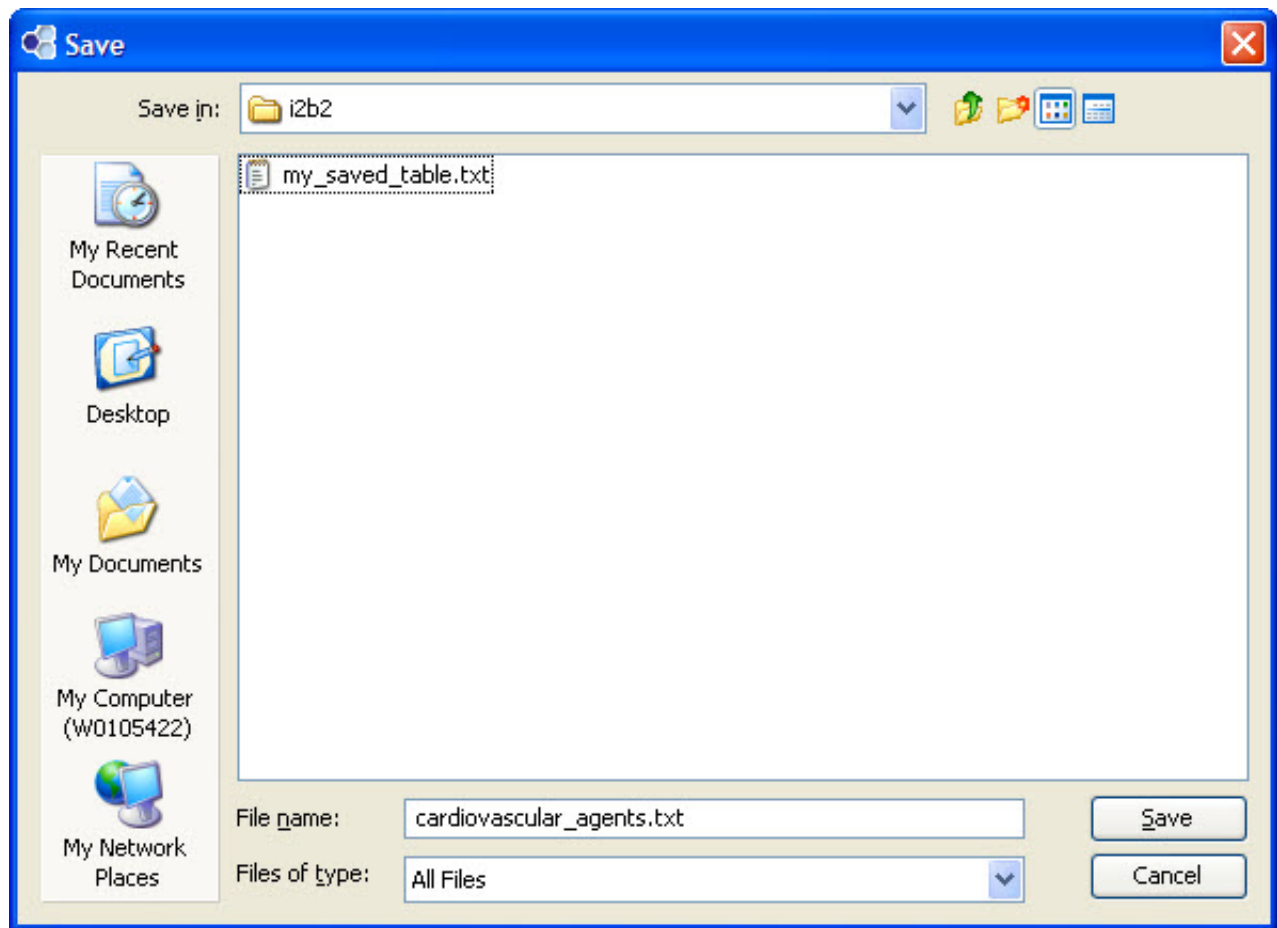 Save
Save in:
i2b2
my_saved_table.txt
My Recent
Documents
Desktop
My Documents
My Computer
(W0105422)
My Network
Places
File name:
cardiovascular_agents.txt
Save
Files of type:
All Files
Cancel